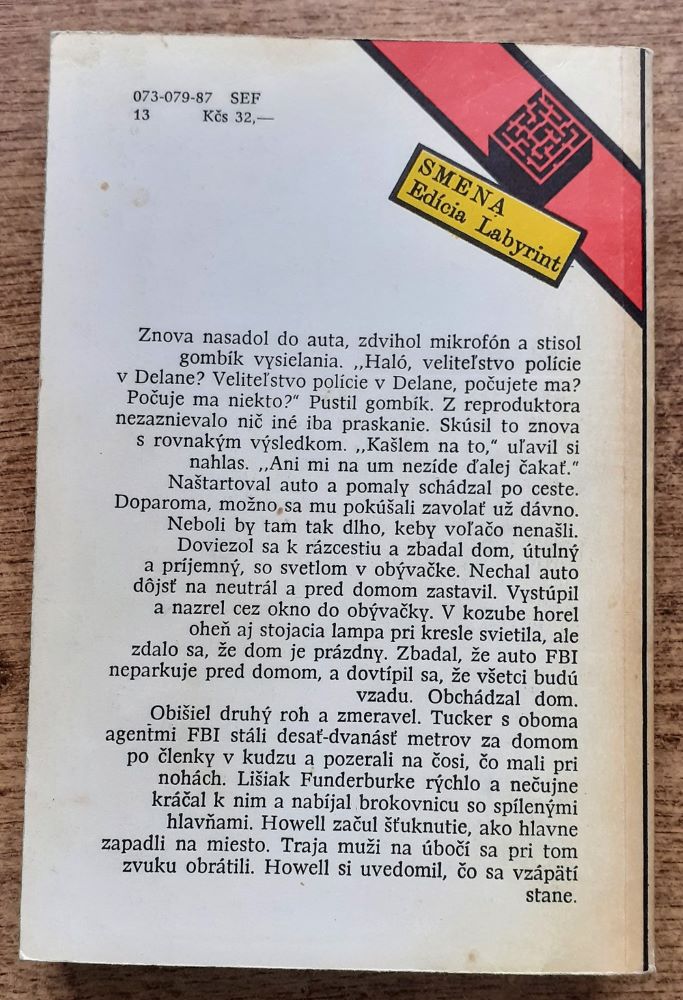 073-079-87 SEF
13 Kčs 32,—
SMENA
Edícia Labyrint
Znova nasadol do auta, zdvihol mikrofón a stisol
gombík vysielania. ,,Haló, veliteľstvo polície
v Delane? Veliteľstvo polície v Delane, počujete ma?
Počuje ma niekto?" Pustil gombík. Z reproduktora
nezaznievalo nič iné iba praskanie. Skúsil to znova
s rovnakým výsledkom. ,,Kašlem na to," uľavil si
nahlas. ,,Ani mi na um nezíde ďalej čakať."
Naštartoval auto a pomaly schádzal po ceste.
Doparoma, možno sa mu pokúšali zavolať už dávno.
Neboli by tam tak dlho, keby voľačo nenašli.
Doviezol sa k rázcestiu a zbadal dom, útulný
a príjemný, so svetlom v obývačke. Nechal auto
dôjsť na neutrál a pred domom zastavil. Vystúpil
a nazrel cez okno do obývačky. V kozube horel
oheň aj stojacia lampa pri kresle svietila, ale
zdalo sa, že dom je prázdny. Zbadal, že auto FBI
neparkuje pred domom, a dovtípil sa, že všetci budú
vzadu. Obchádzal dom.
Obišiel druhý roh a zmeravel. Tucker s oboma
agentmi FBI stáli desať-dvanásť metrov za domom
po členky v kudzu a pozerali na čosi, čo mali pri
nohách. Lišiak Funderburke rýchlo a nečujne
kráčal k nim a nabíjal brokovnicu so spílenými
hlavňami. Howell začul šťuknutie, ako hlavne
zapadli na miesto. Traja muži na úbočí sa pri tom
zvuku obrátili. Howell si uvedomil, čo sa vzápätí
stane.